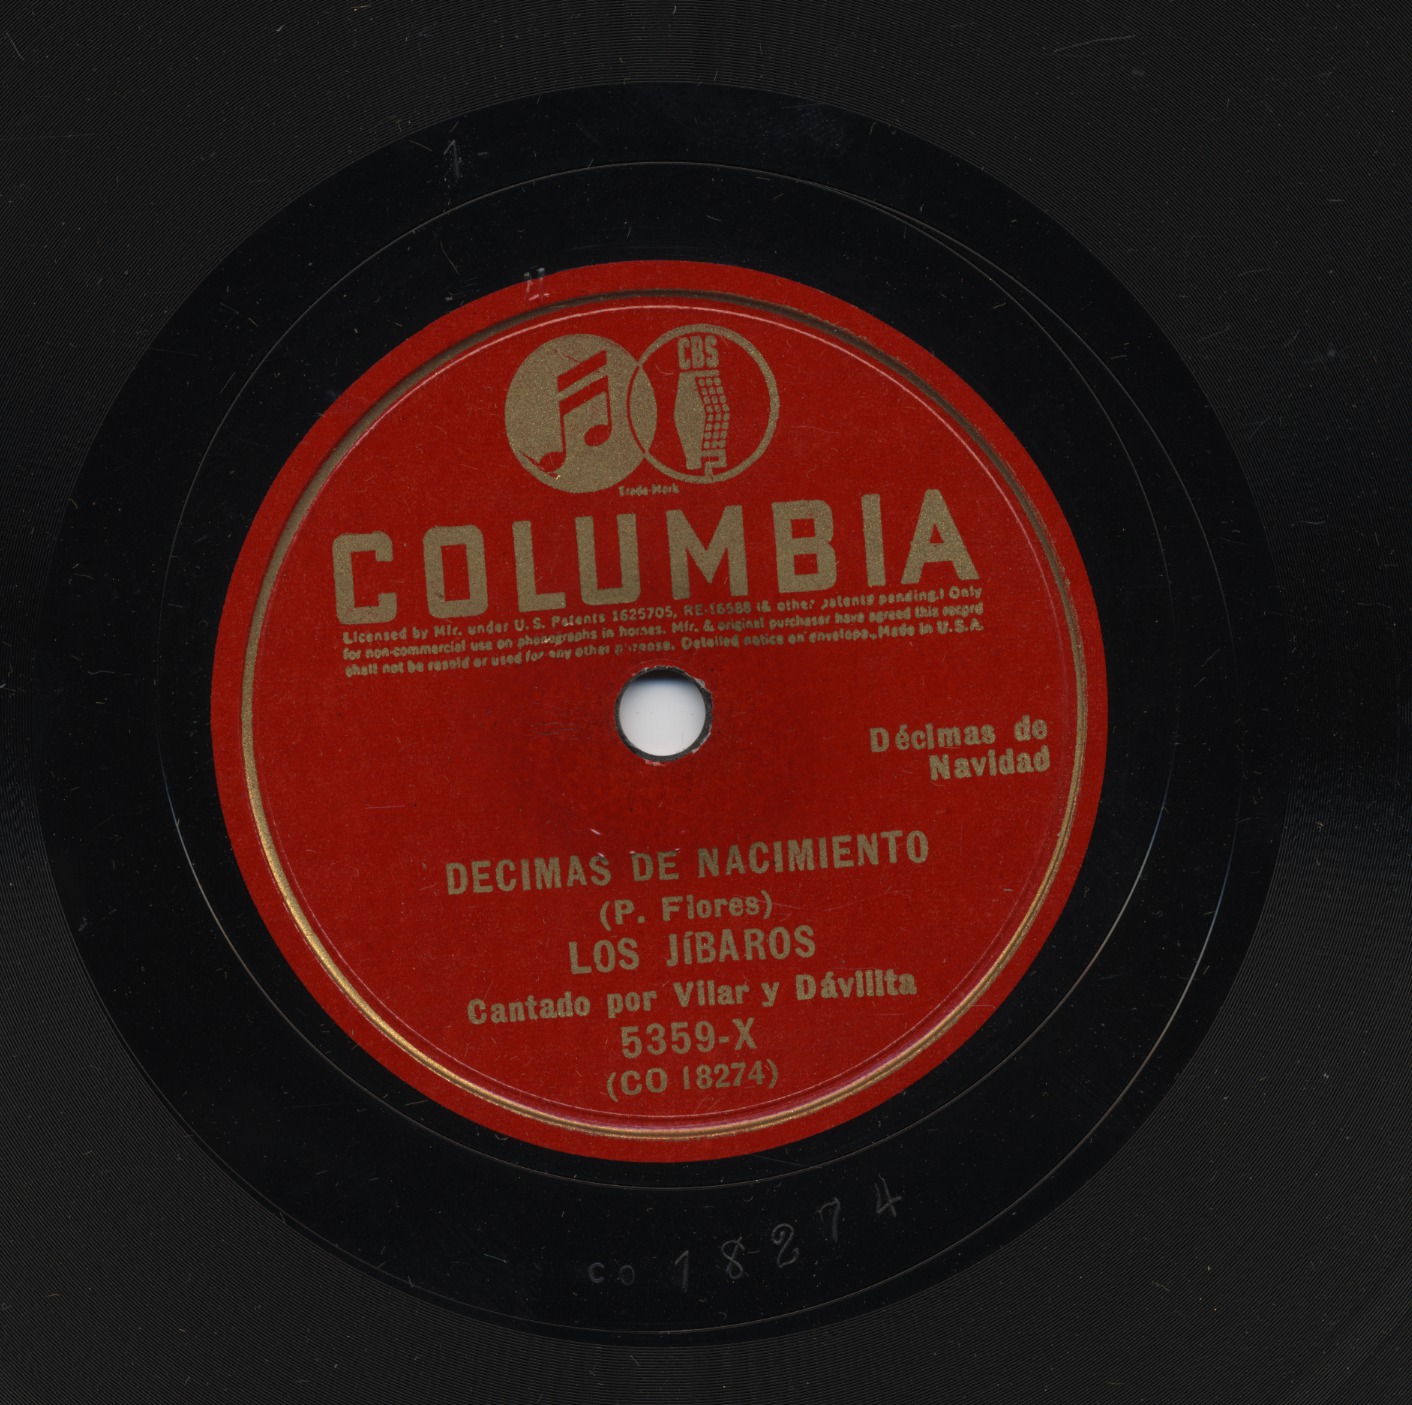 1-
CBS
Trade-Mark
COLUMBIA
Licensed by Mfr. under U. S. Patents 1625705, RE-16588 (& other patents pending.) Only
for non-commercial use on phonographs in homes. Mfr. & original purchaser have agreed this record
shall not be resold or used for any other purpose. Detailed notice on envelope. Made in U.S.A.
Décimas de
Navidad
DECIMAS DE NACIMIENTO
(P. Flores)
LOS JÍBAROS
Cantado por Vilar y Dávilita
5359-X
(CO 18274)
CO 18274